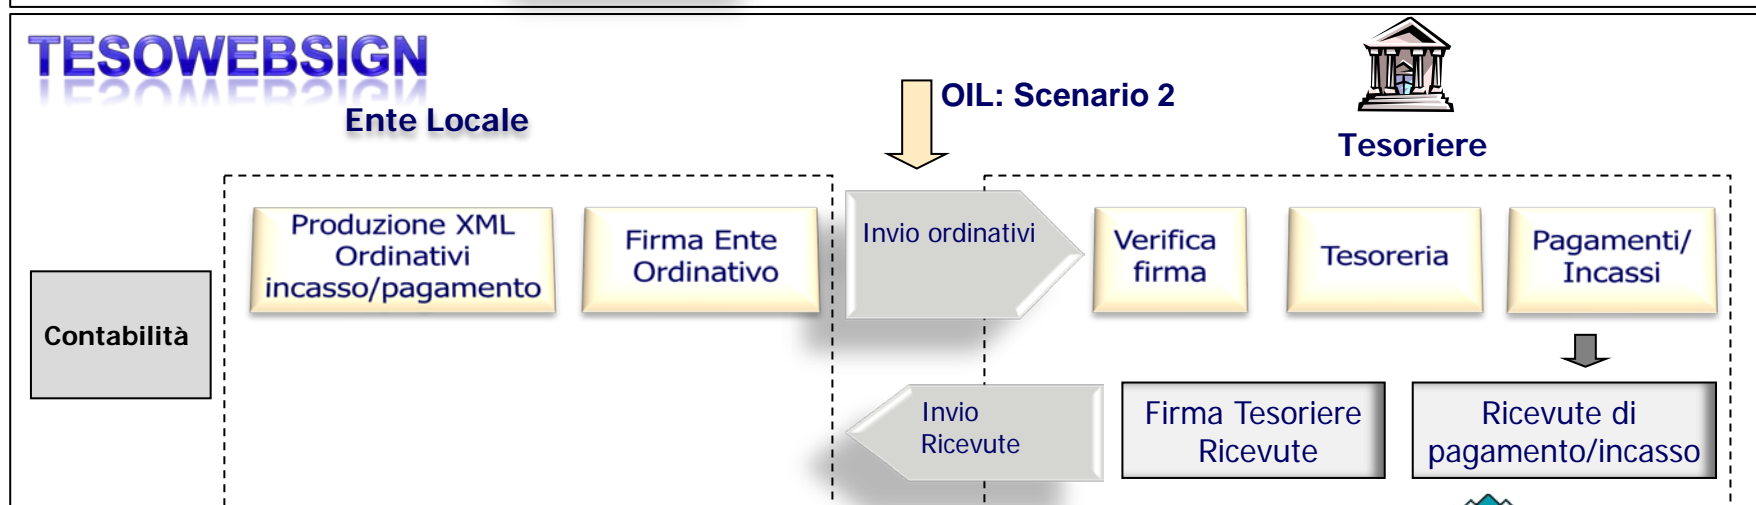 TESOWEBSIGN
Ente Locale
OIL: Scenario 2
Tesoriere
Contabilità
Produzione XML
Ordinativi
incasso/pagamento
Firma Ente
Ordinativo
Invio ordinativi
Verifica
firma
Tesoreria
Pagamenti/
Incassi
Invio
Ricevute
Firma Tesoriere
Ricevute
Ricevute di
pagamento/incasso